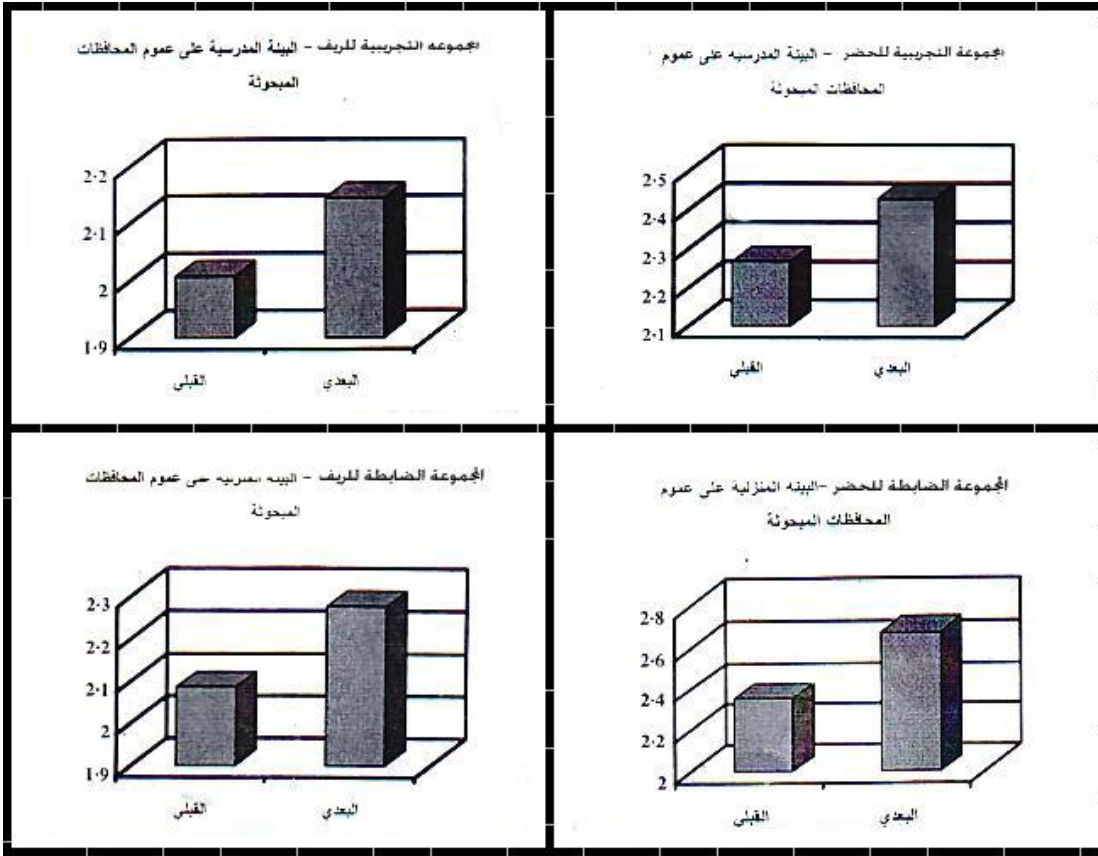 المجموعة التجريبية للحضر – البيئة المدرسيه على عموم
المحافظات المبحوثة
2·5
2·4
2·3
2·2
2·1
القبلي
البعدي
المجموعه التجريبية للريف – البيئة المدرسية على عموم المحافظات
المبحوثة
2·2
2·1
2
1·9
القبلي
البعدي
المجموعة الضابطة للحضر –البيئه المنزلية على عموم
المحافظات المبحوثة
2·8
2·6
2·4
2·2
2
القبلي
البعدي
المجموعة الضابطة للريف – البيئه على عموم المحافظات
المبحوثة
2·3
2·2
2·1
2
1·9
القبلي
البعدي